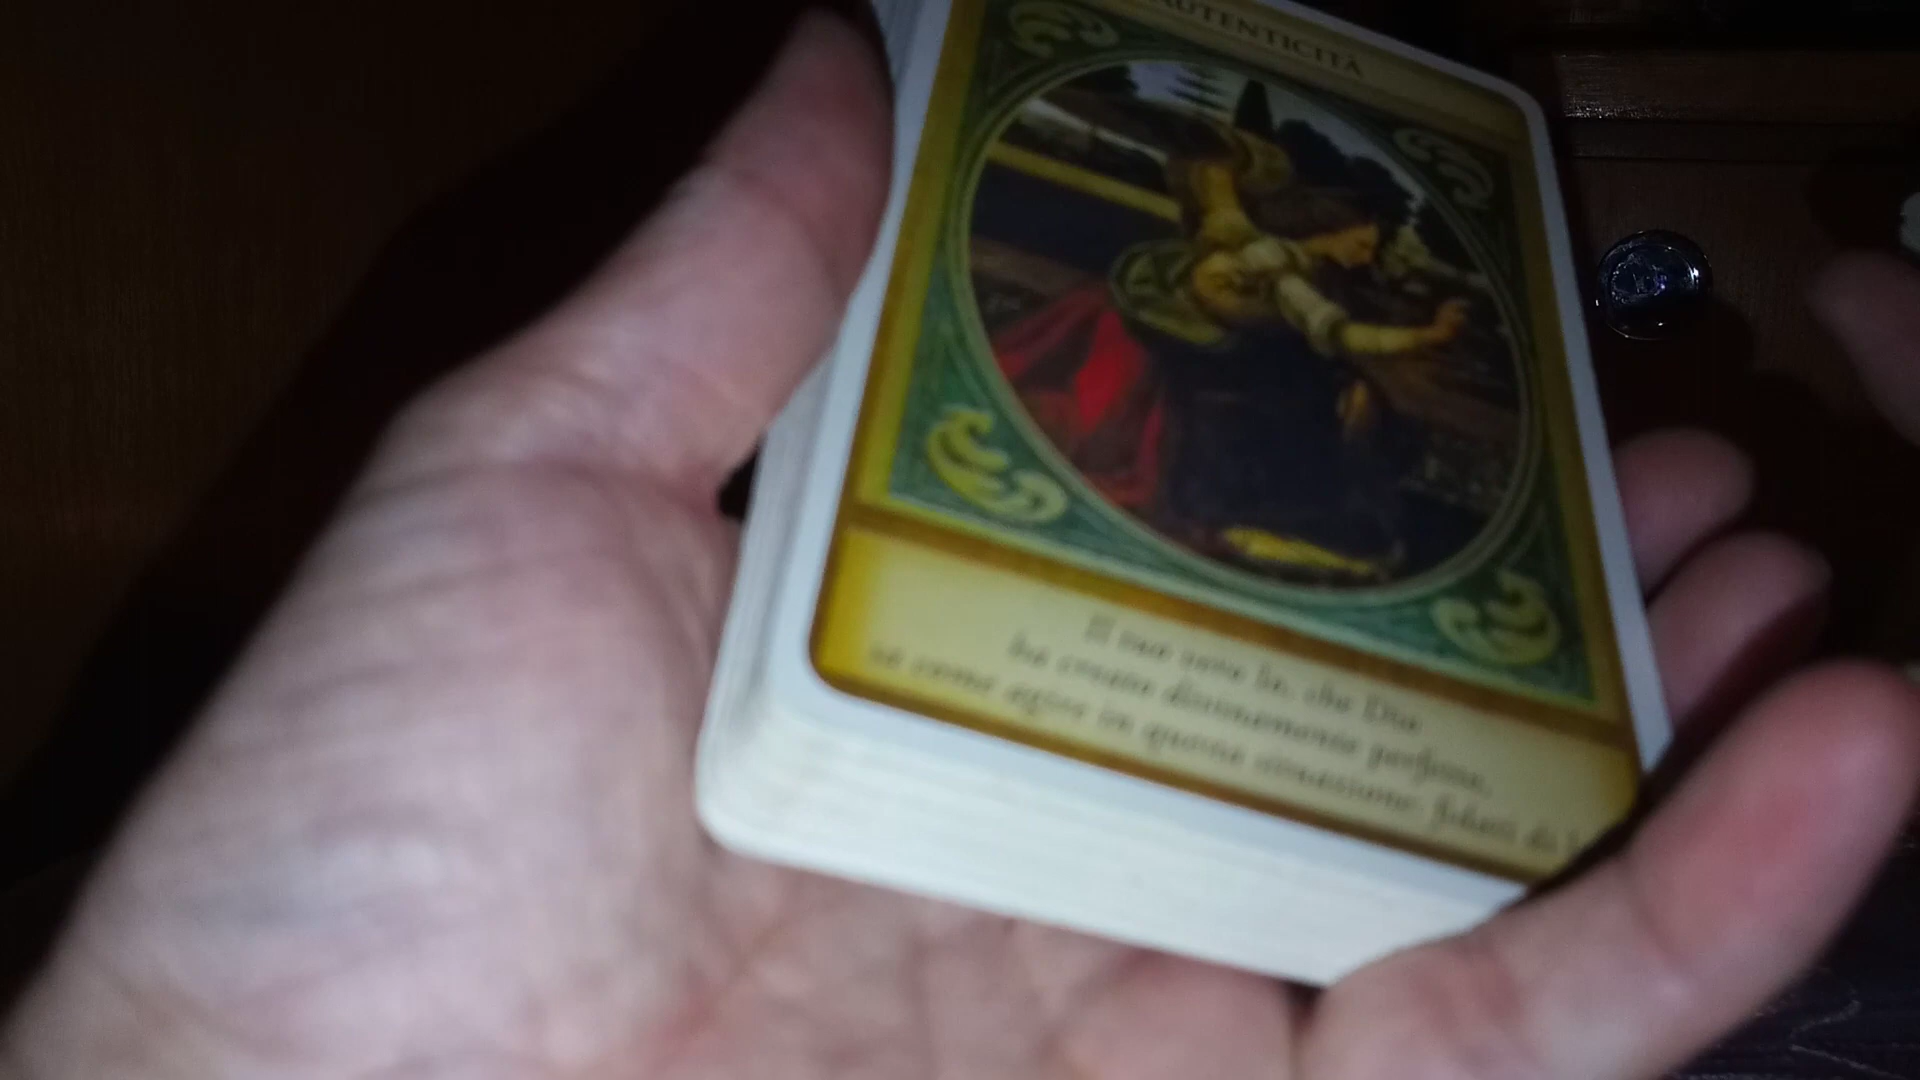 AUTENTICITÀ
Il tuo vero Io, che Dio
ha creato divinamente perfetto,
sa come agire in questa situazione. Fidati di